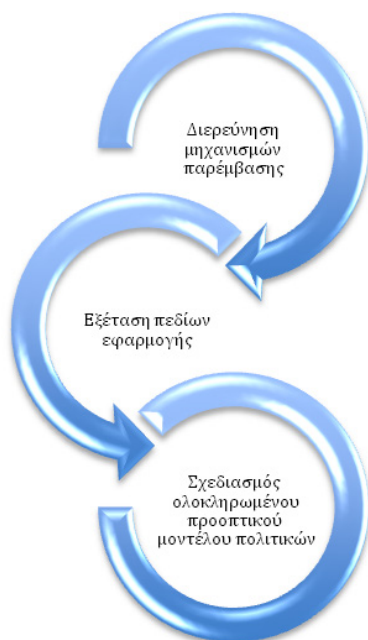 Διερεύνηση
μηχανισμών
παρέμβασης
Εξέταση πεδίων
εφαρμογής
Σχεδιασμός
ολοκληρωμένου
προοπτικού
μοντέλου πολιτικών